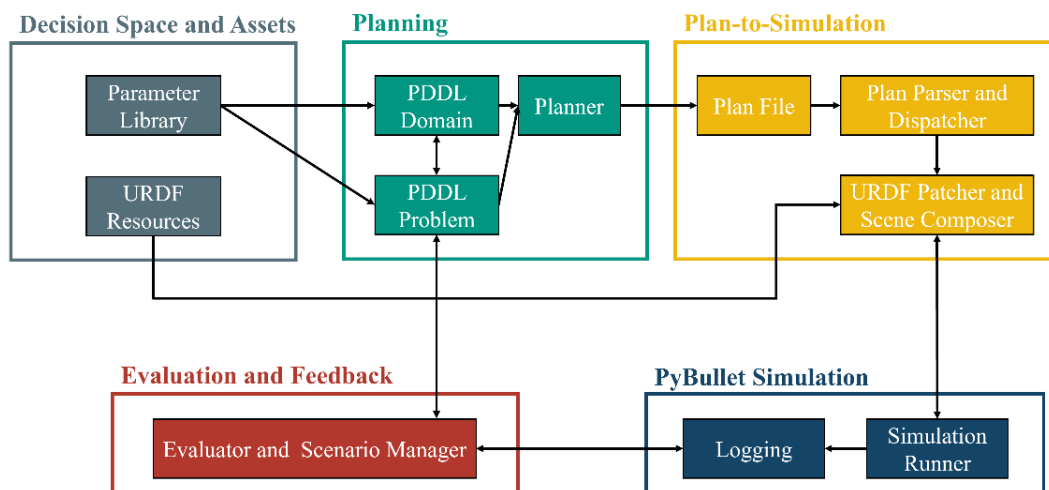 Decision Space and Assets
Planning
Plan-to-Simulation
Parameter
Library
PDDL
Domain
Planner
Plan File
Plan Parser and
Dispatcher
URDF
Resources
PDDL
Problem
URDF Patcher and
Scene Composer
Evaluation and Feedback
PyBullet Simulation
Evaluator and Scenario Manager
Logging
Simulation
Runner